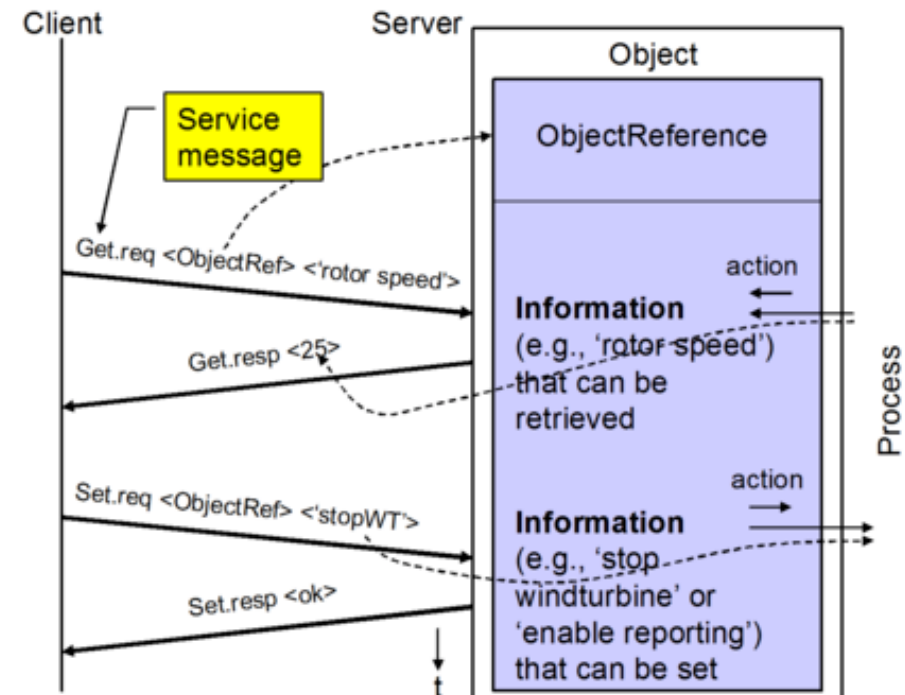 Client
Server
Object
Service
message
ObjectReference
Get.req <ObjectRef> <‘rotor speed’>
action
Information
(e.g., ‘rotor speed’)
that can be
retrieved
Get.resp <25>
Process
Set.req <ObjectRef> <‘stopWT’>
action
Information
(e.g., ‘stop
windturbine’ or
‘enable reporting’)
that can be set
Set.resp <ok>
t